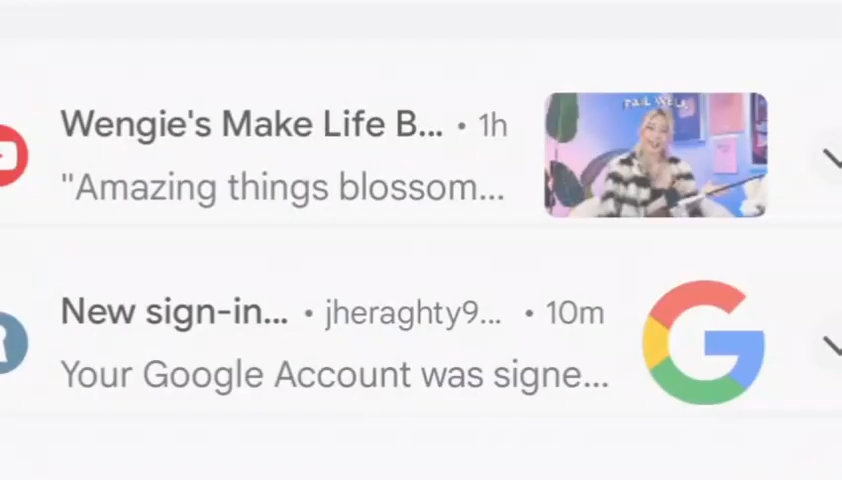 Wengie's Make Life B... • 1h
"Amazing things blossom...
New sign-in... • jheraghty9... • 10m
Your Google Account was signe...